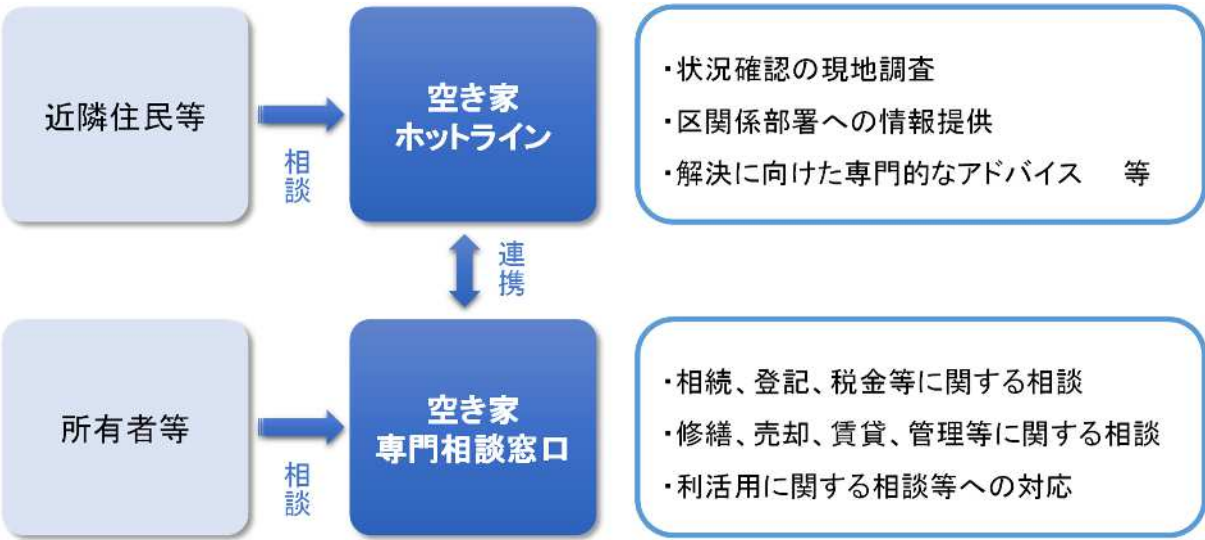 近隣住民等
相談
空き家
ホットライン
・状況確認の現地調査
・区関係部署への情報提供
・解決に向けた専門的なアドバイス　等
連携
所有者等
相談
空き家
専門相談窓口
・相続、登記、税金等に関する相談
・修繕、売却、賃貸、管理等に関する相談
・利活用に関する相談等への対応